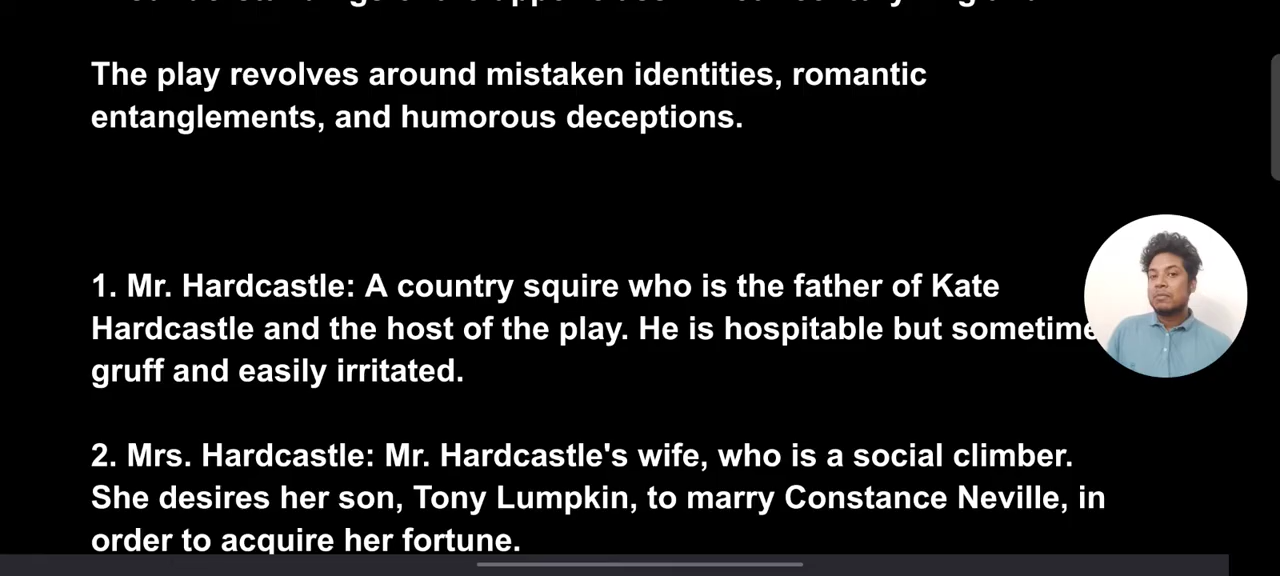 The play revolves around mistaken identities, romantic
entanglements, and humorous deceptions.
1. Mr. Hardcastle: A country squire who is the father of Kate
Hardcastle and the host of the play. He is hospitable but sometime
gruff and easily irritated.
2. Mrs. Hardcastle: Mr. Hardcastle's wife, who is a social climber.
She desires her son, Tony Lumpkin, to marry Constance Neville, in
order to acquire her fortune.